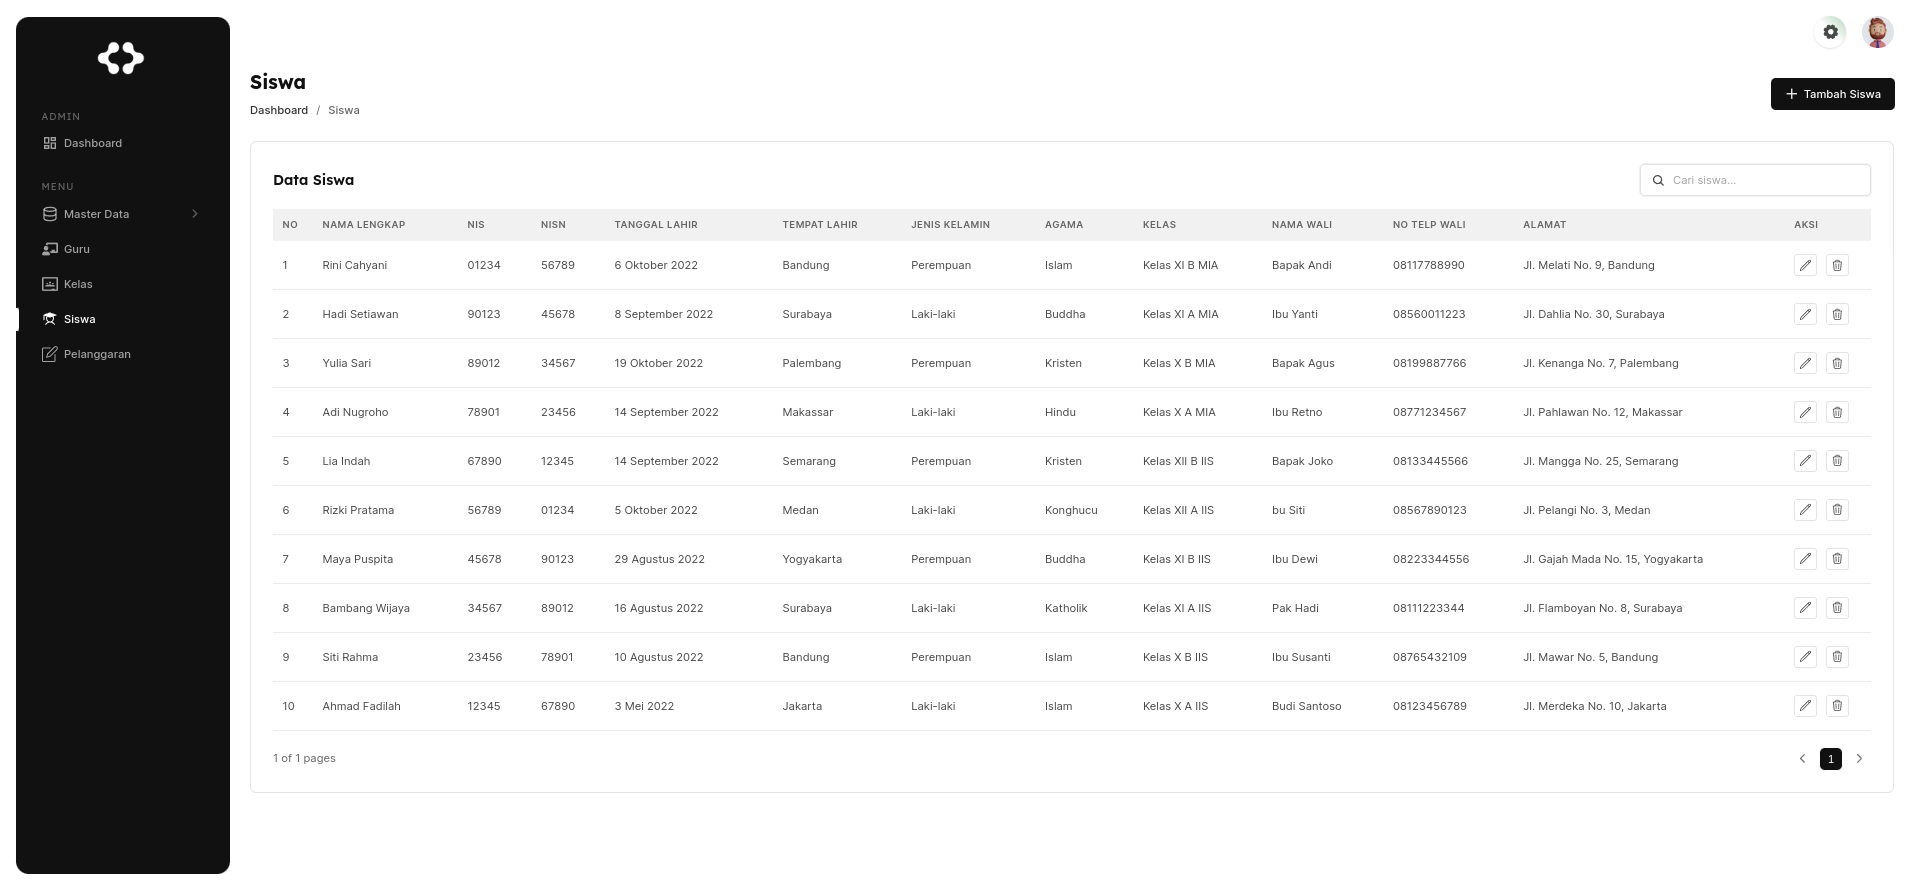 ADMIN
Dashboard
MENU
Master Data
Guru
Kelas
Siswa
Pelanggaran
Siswa
Dashboard / Siswa
+ Tambah Siswa
Data Siswa
Cari siswa...
NO NAMA LENGKAP NIS NISN TANGGAL LAHIR TEMPAT LAHIR JENIS KELAMIN AGAMA KELAS NAMA WALI NO TELP WALI ALAMAT AKSI
1 Rini Cahyani 01234 56789 6 Oktober 2022 Bandung Perempuan Islam Kelas XI B MIA Bapak Andi 08117788990 Jl. Melati No. 9, Bandung
2 Hadi Setiawan 90123 45678 8 September 2022 Surabaya Laki-laki Buddha Kelas XI A MIA Ibu Yanti 08560011223 Jl. Dahlia No. 30, Surabaya
3 Yulia Sari 89012 34567 19 Oktober 2022 Palembang Perempuan Kristen Kelas X B MIA Bapak Agus 08199887766 Jl. Kenanga No. 7, Palembang
4 Adi Nugroho 78901 23456 14 September 2022 Makassar Laki-laki Hindu Kelas X A MIA Ibu Retno 08771234567 Jl. Pahlawan No. 12, Makassar
5 Lia Indah 67890 12345 14 September 2022 Semarang Perempuan Kristen Kelas XII B IIS Bapak Joko 08133445566 Jl. Mangga No. 25, Semarang
6 Rizki Pratama 56789 01234 5 Oktober 2022 Medan Laki-laki Konghucu Kelas XII A IIS bu Siti 08567890123 Jl. Pelangi No. 3, Medan
7 Maya Puspita 45678 90123 29 Agustus 2022 Yogyakarta Perempuan Buddha Kelas XI B IIS Ibu Dewi 08223344556 Jl. Gajah Mada No. 15, Yogyakarta
8 Bambang Wijaya 34567 89012 16 Agustus 2022 Surabaya Laki-laki Katholik Kelas XI A IIS Pak Hadi 08111223344 Jl. Flamboyan No. 8, Surabaya
9 Siti Rahma 23456 78901 10 Agustus 2022 Bandung Perempuan Islam Kelas X B IIS Ibu Susanti 08765432109 Jl. Mawar No. 5, Bandung
10 Ahmad Fadilah 12345 67890 3 Mei 2022 Jakarta Laki-laki Islam Kelas X A IIS Budi Santoso 08123456789 Jl. Merdeka No. 10, Jakarta
1 of 1 pages
1